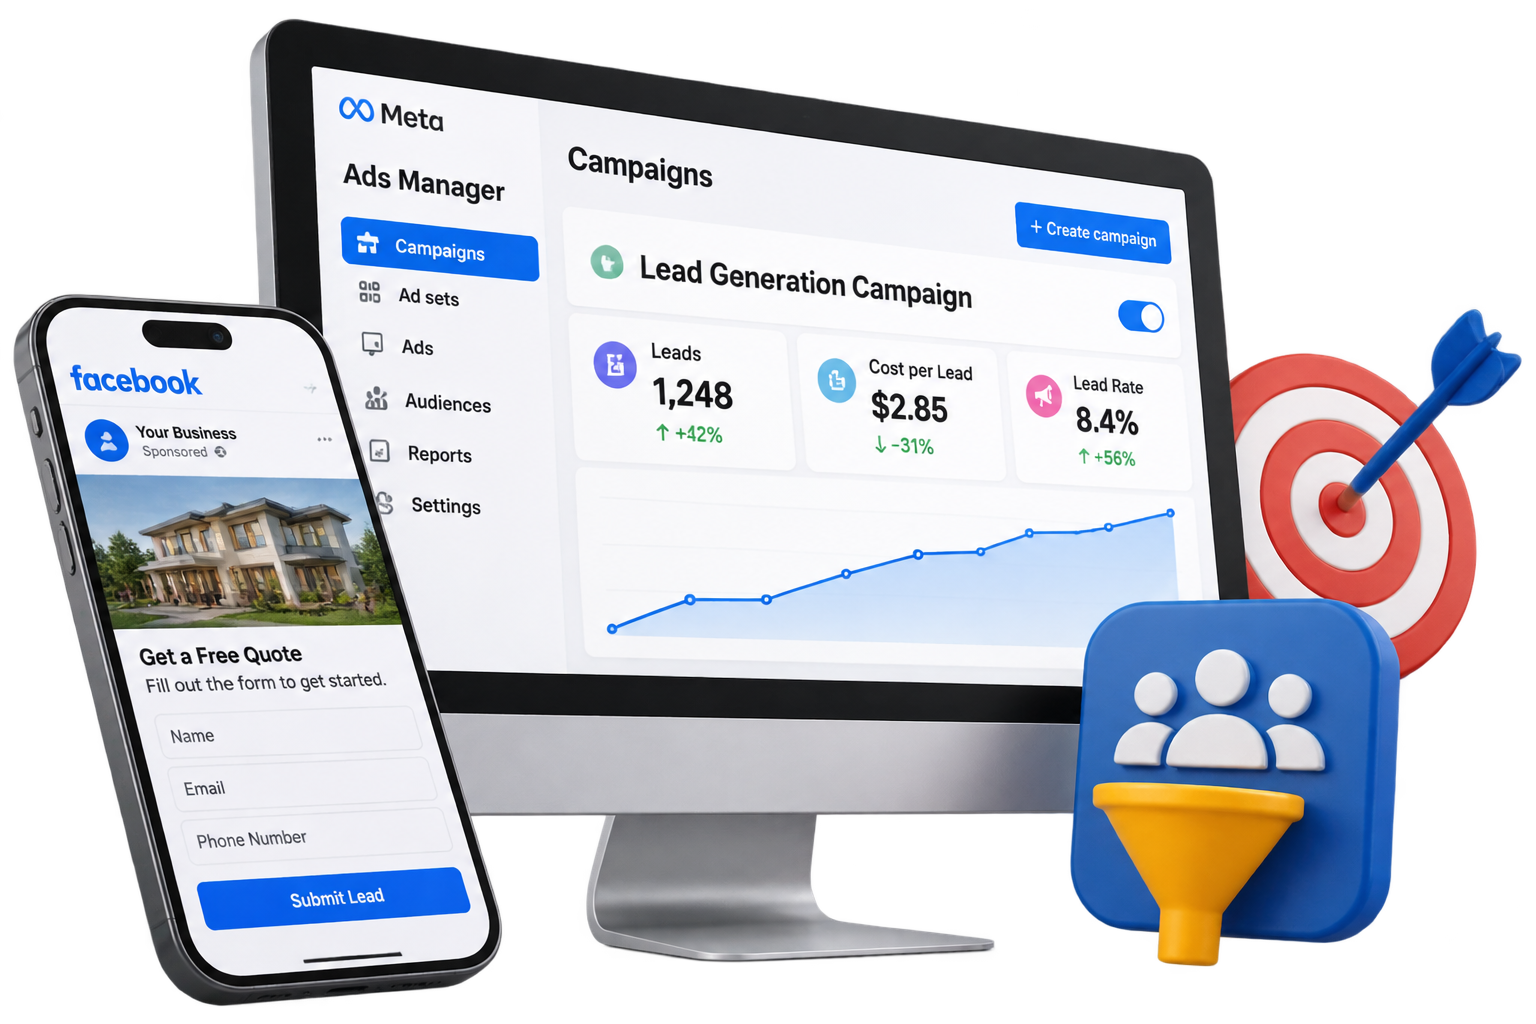 Meta
Ads Manager
Campaigns
Ad sets
Ads
Audiences
Reports
Settings
Campaigns
+ Create campaign
Lead Generation Campaign
Leads
1,248
↑ +42%
Cost per Lead
$2.85
↓ -31%
Lead Rate
8.4%
↑ +56%
facebook
Your Business
Sponsored
Get a Free Quote
Fill out the form to get started.
Name
Email
Phone Number
Submit Lead